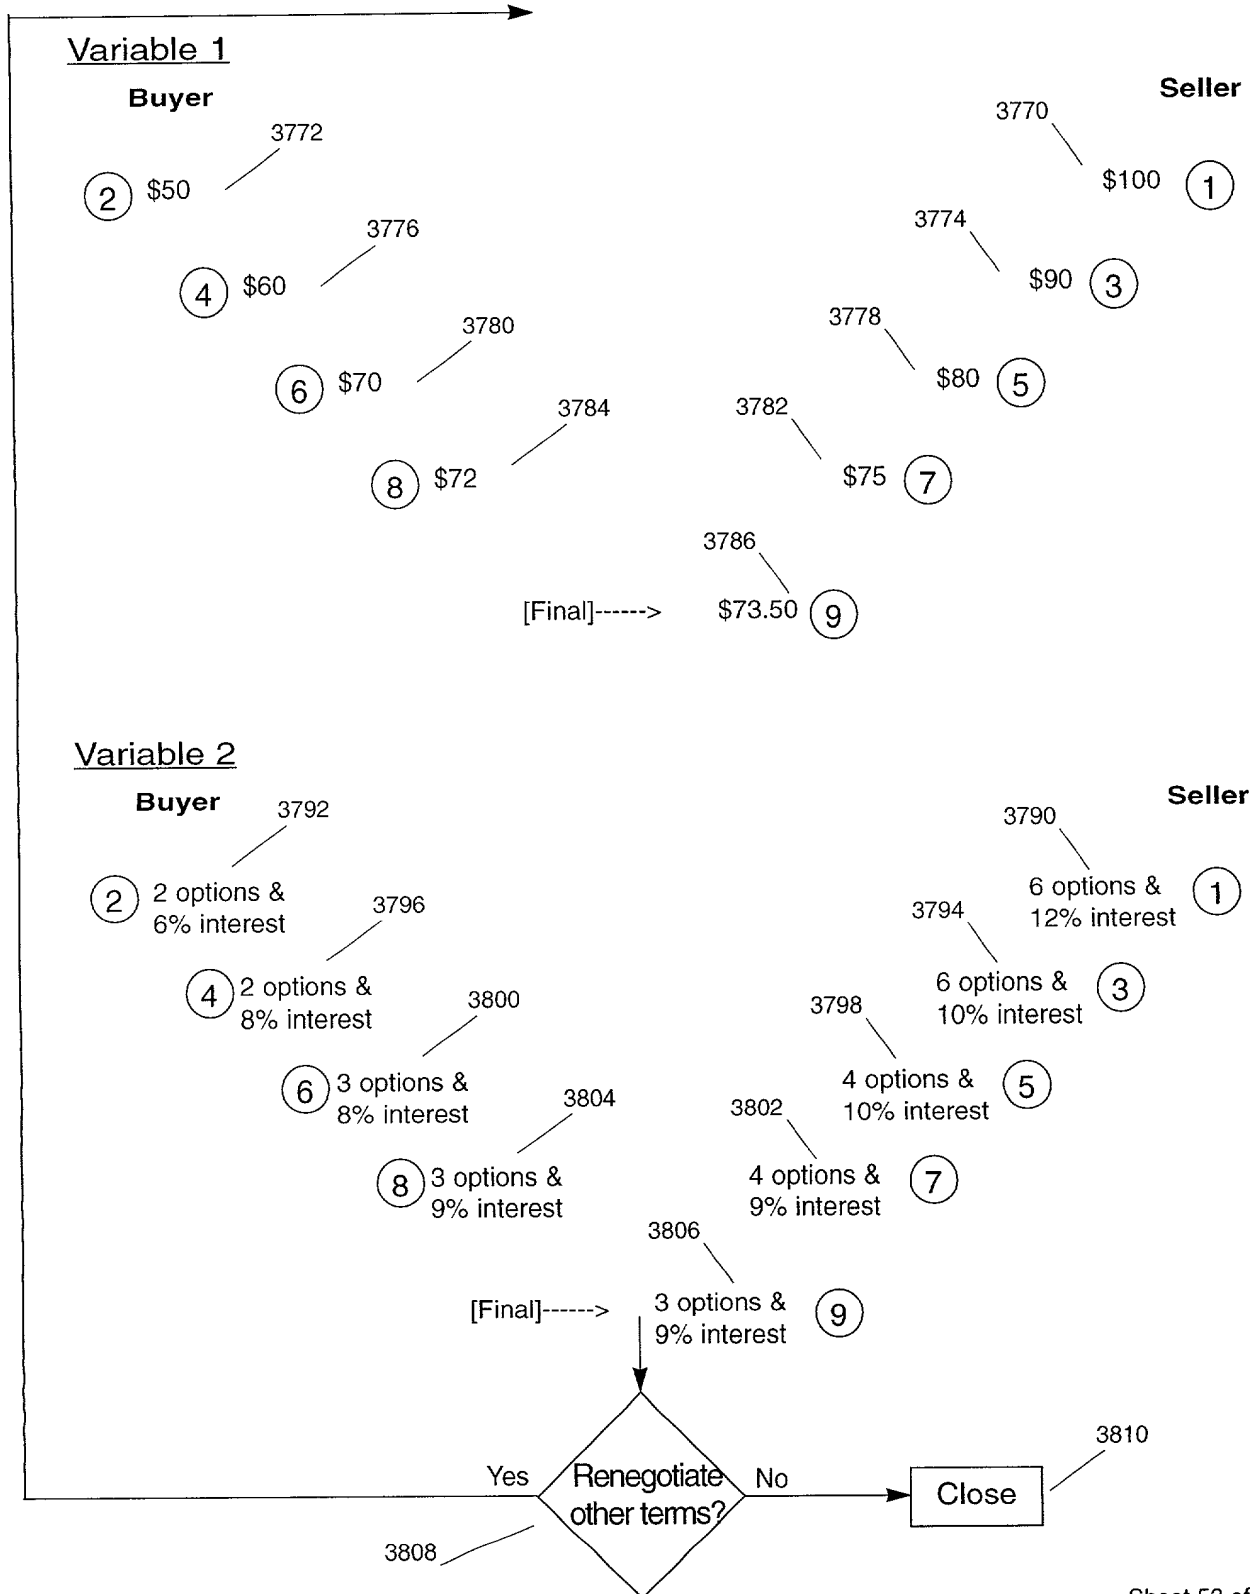 Variable 1
Buyer
Seller
3772
3770
2 $50
$100 1
3776
3774
4 $60
$90 3
3780
3778
6 $70
$80 5
3784
3782
8 $72
$75 7
3786
[Final]------> $73.50 9
Variable 2
Buyer
Seller
3792
3790
2 2 options &
6% interest
6 options & 1
12% interest
3796
3794
4 2 options &
8% interest
6 options & 3
10% interest
3800
3798
6 3 options &
8% interest
4 options & 5
10% interest
3804
3802
8 3 options &
9% interest
4 options & 7
9% interest
3806
[Final]------> 3 options & 9
9% interest
3810
Yes
Renegotiate
other terms?
No
Close
3808